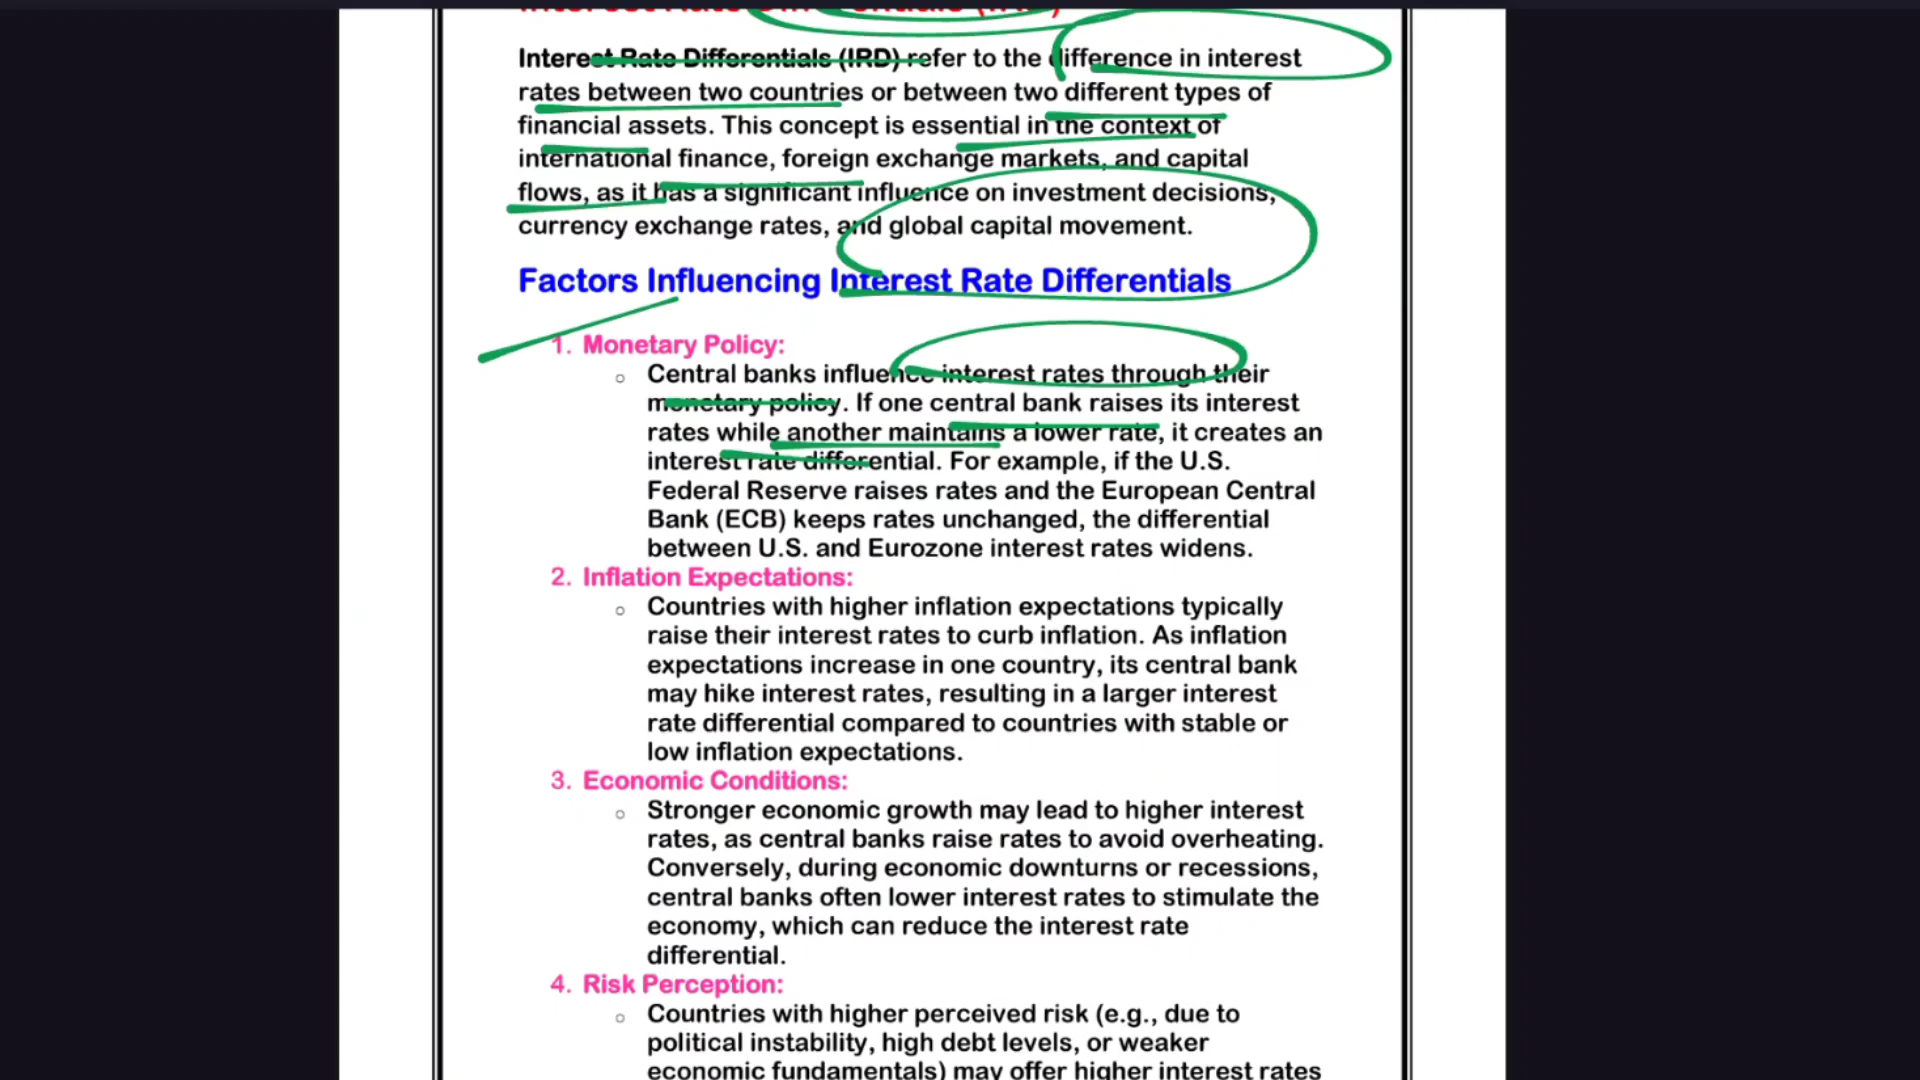 Interest Rate Differentials (IRD)
Interest Rate Differentials (IRD) refer to the difference in interest
rates between two countries or between two different types of
financial assets. This concept is essential in the context of
international finance, foreign exchange markets, and capital
flows, as it has a significant influence on investment decisions,
currency exchange rates, and global capital movement.
Factors Influencing Interest Rate Differentials
1. Monetary Policy:
○ Central banks influence interest rates through their
monetary policy. If one central bank raises its interest
rates while another maintains a lower rate, it creates an
interest rate differential. For example, if the U.S.
Federal Reserve raises rates and the European Central
Bank (ECB) keeps rates unchanged, the differential
between U.S. and Eurozone interest rates widens.
2. Inflation Expectations:
○ Countries with higher inflation expectations typically
raise their interest rates to curb inflation. As inflation
expectations increase in one country, its central bank
may hike interest rates, resulting in a larger interest
rate differential compared to countries with stable or
low inflation expectations.
3. Economic Conditions:
○ Stronger economic growth may lead to higher interest
rates, as central banks raise rates to avoid overheating.
Conversely, during economic downturns or recessions,
central banks often lower interest rates to stimulate the
economy, which can reduce the interest rate
differential.
4. Risk Perception:
○ Countries with higher perceived risk (e.g., due to
political instability, high debt levels, or weaker
economic fundamentals) may offer higher interest rates